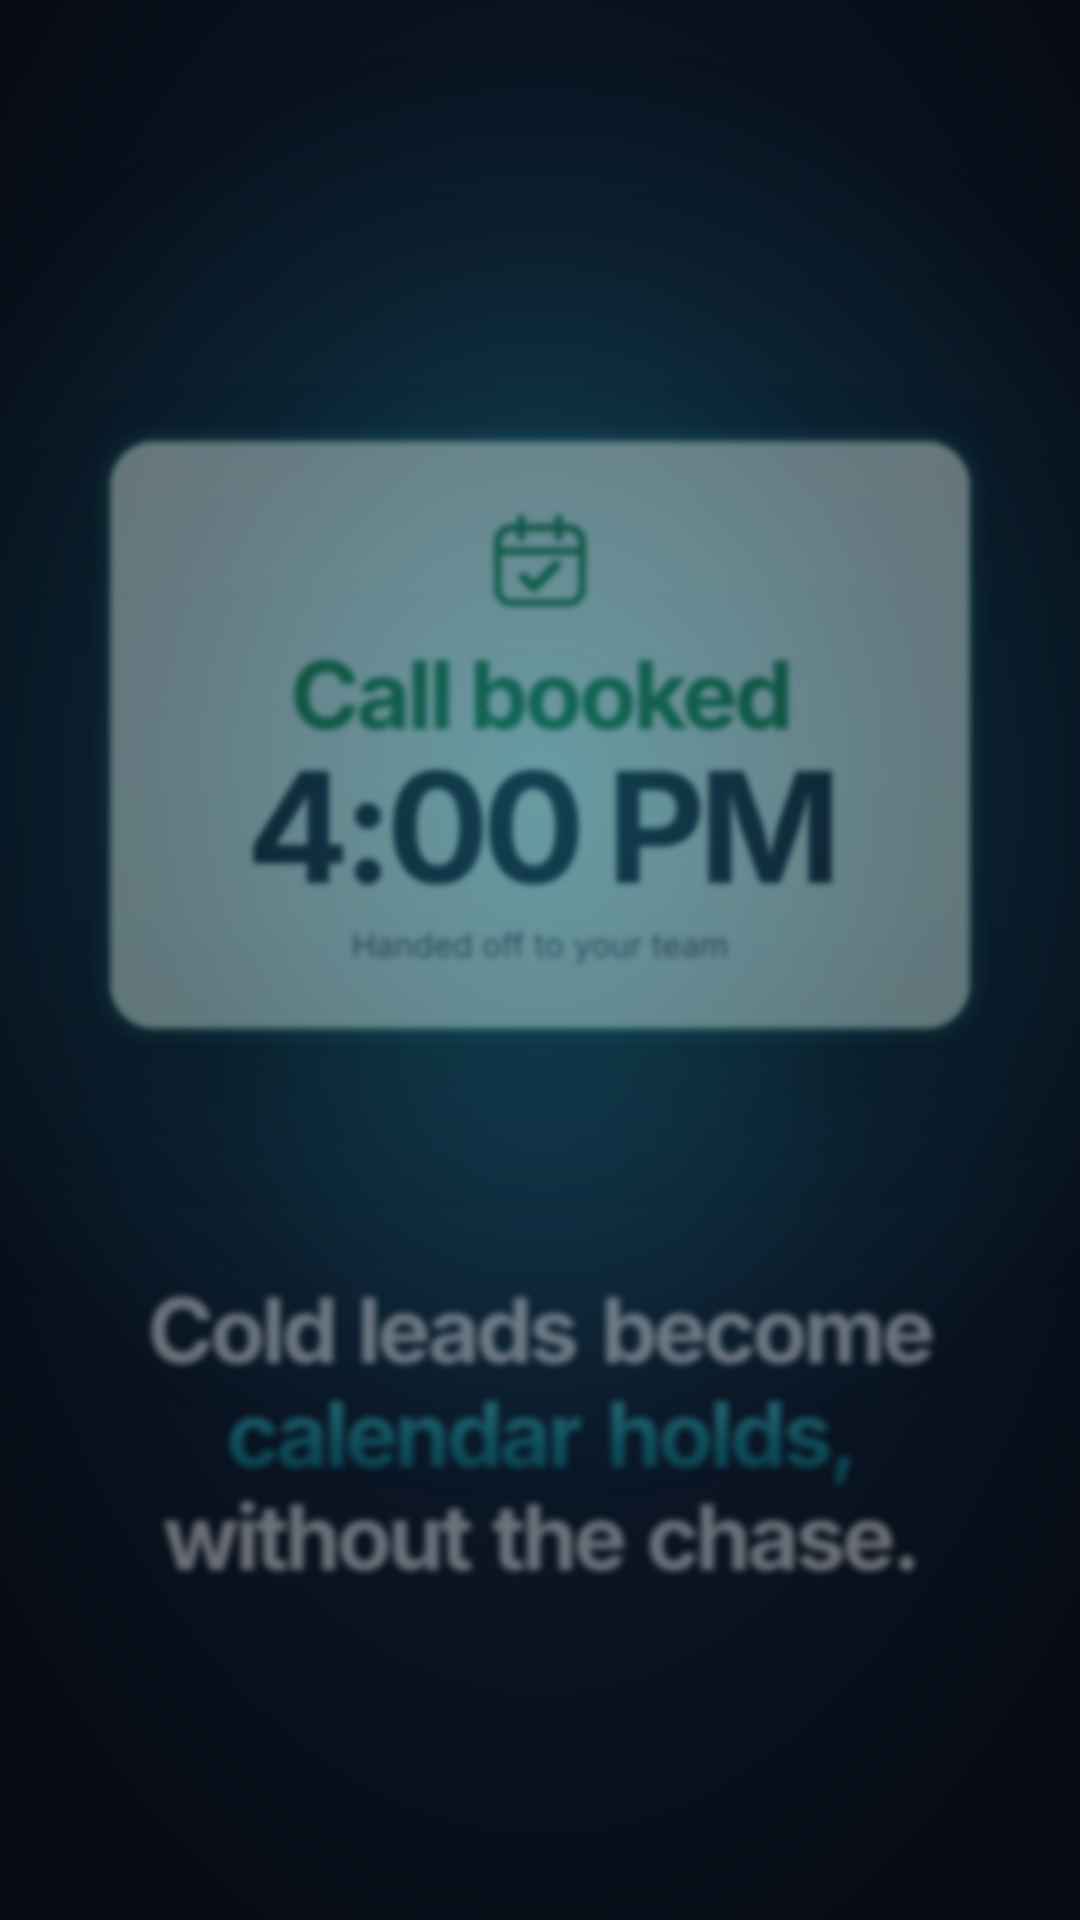 Call booked
4:00 PM
Handed off to your team
Cold leads become
calendar holds,
without the chase.